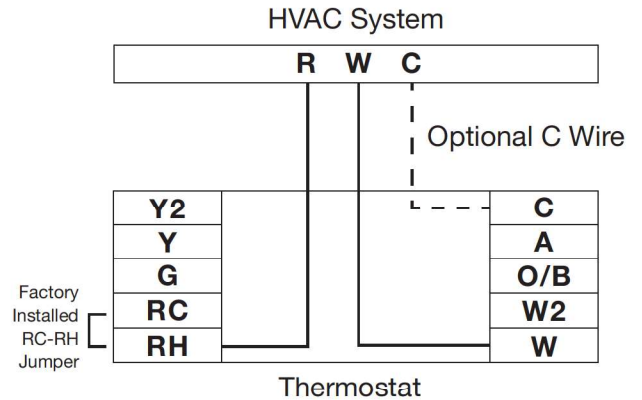 HVAC System
R W C
Optional C Wire
Y2
Y
G
RC
RH
C
A
O/B
W2
W
Factory
Installed
RC-RH
Jumper
Thermostat